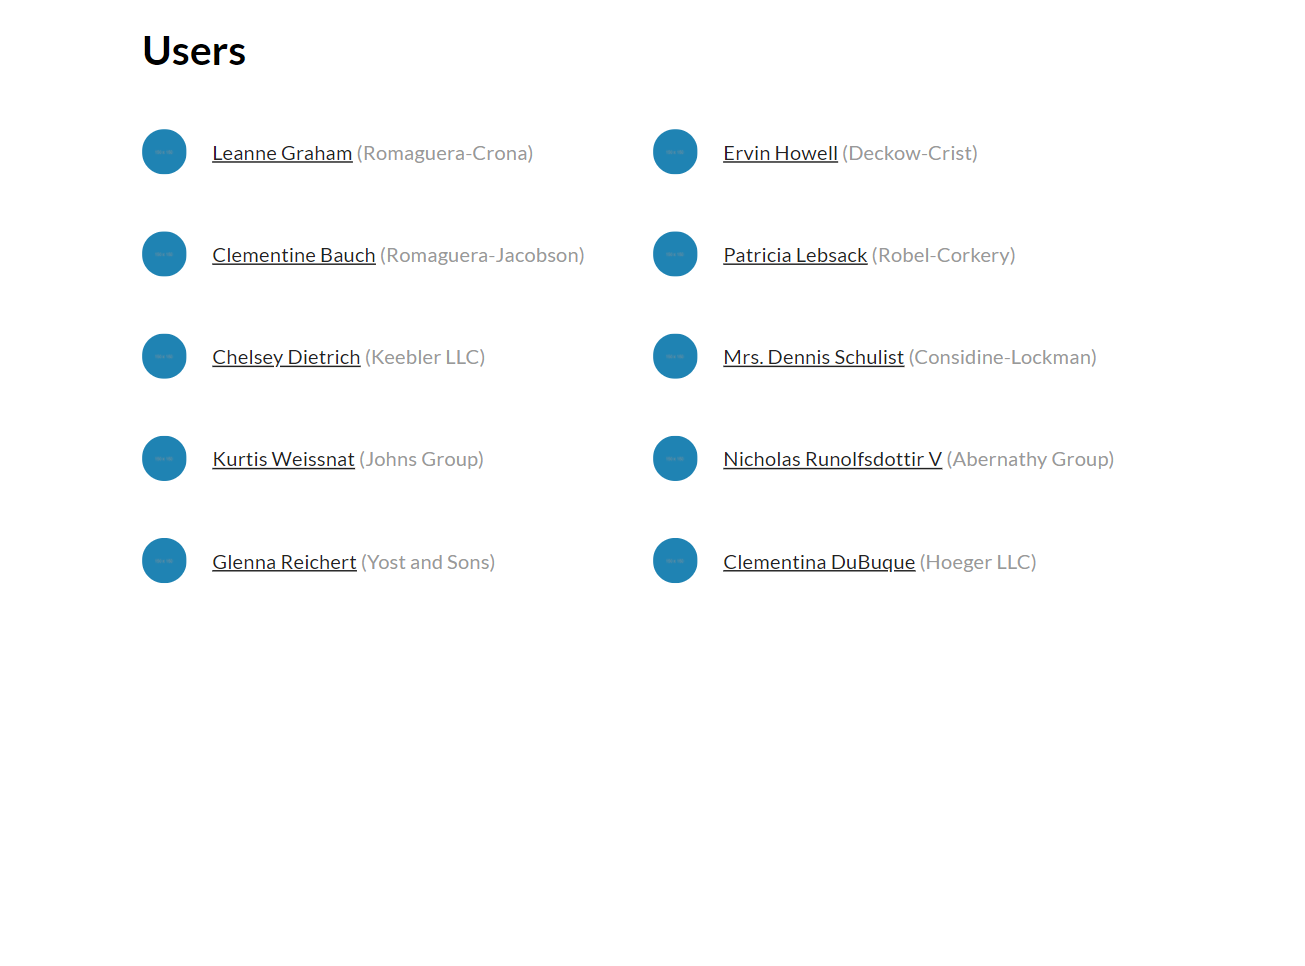 Users
Leanne Graham (Romaguera-Crona)
Ervin Howell (Deckow-Crist)
Clementine Bauch (Romaguera-Jacobson)
Patricia Lebsack (Robel-Corkery)
Chelsey Dietrich (Keebler LLC)
Mrs. Dennis Schulist (Considine-Lockman)
Kurtis Weissnat (Johns Group)
Nicholas Runolfsdottir V (Abernathy Group)
Glenna Reichert (Yost and Sons)
Clementina DuBuque (Hoeger LLC)